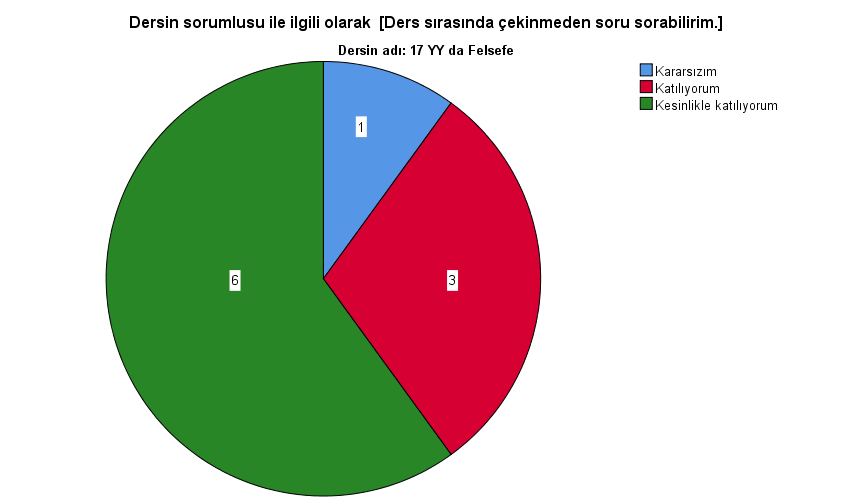 Dersin sorumlusu ile ilgili olarak [Ders sırasında çekinmeden soru sorabilirim.]
Dersin adı: 17 YY da Felsefe
Kararsızım
Katılıyorum
Kesinlikle katılıyorum
1
6
3